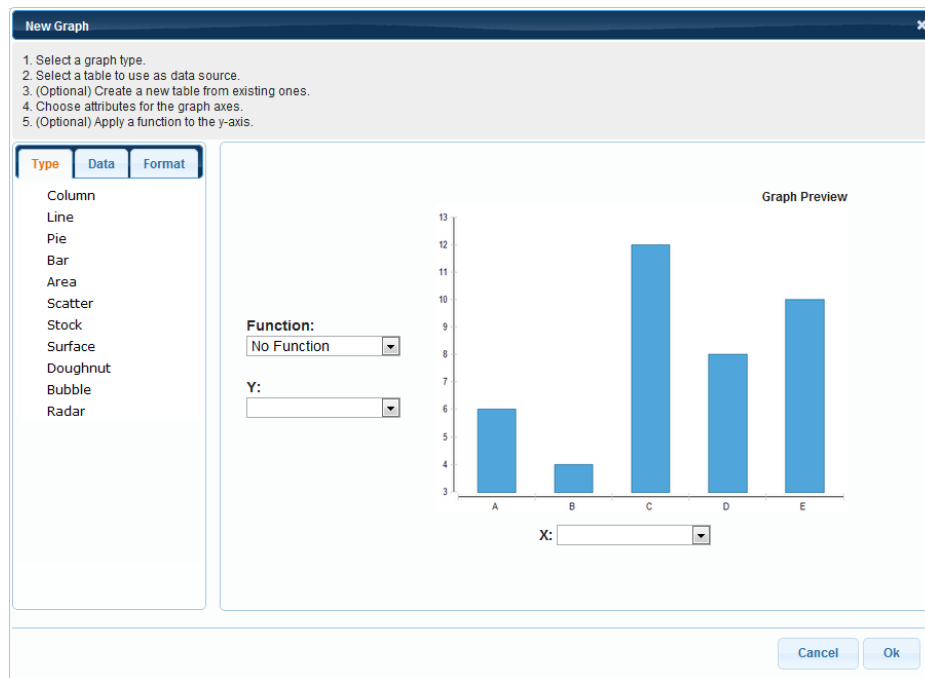 New Graph
1. Select a graph type.
2. Select a table to use as data source.
3. (Optional) Create a new table from existing ones.
4. Choose attributes for the graph axes.
5. (Optional) Apply a function to the y-axis.
Type Data Format
Column
Line
Pie
Bar
Area
Scatter
Stock
Surface
Doughnut
Bubble
Radar
Function:
No Function
Y:
Graph Preview
13
12
11
10
9
8
7
6
5
4
3
A B C D E
X:
Cancel Ok